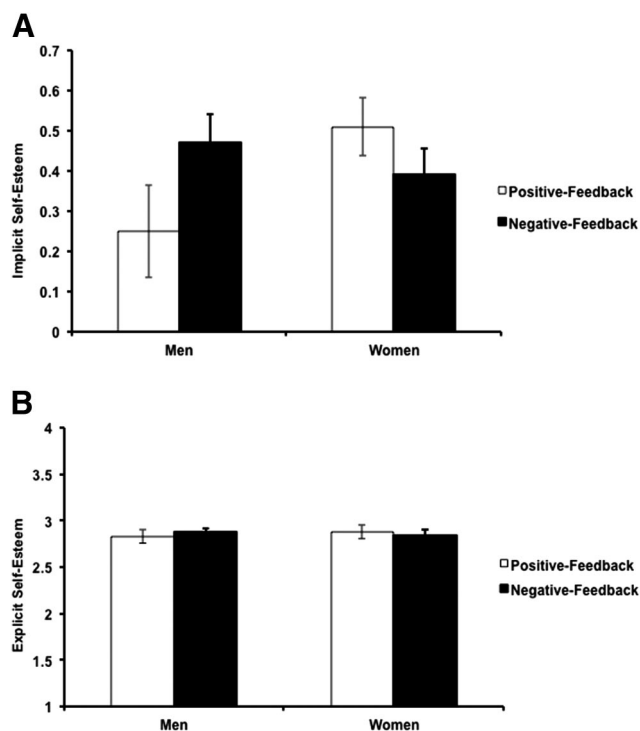 A
0.7
0.6
0.5
0.4
0.3
0.2
0.1
0
Implicit Self-Esteem
Men
Women
Positive-Feedback
Negative-Feedback
B
4
3.5
3
2.5
2
1.5
1
Explicit Self-Esteem
Men
Women
Positive-Feedback
Negative-Feedback